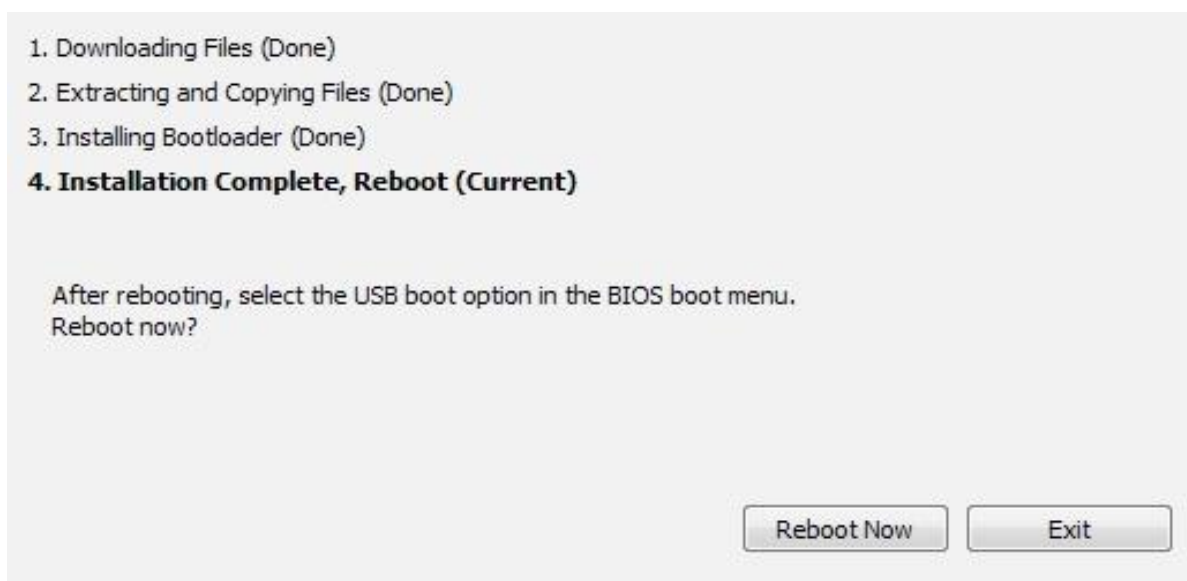 1. Downloading Files (Done)
2. Extracting and Copying Files (Done)
3. Installing Bootloader (Done)
4. Installation Complete, Reboot (Current)
After rebooting, select the USB boot option in the BIOS boot menu.
Reboot now?
Reboot Now
Exit